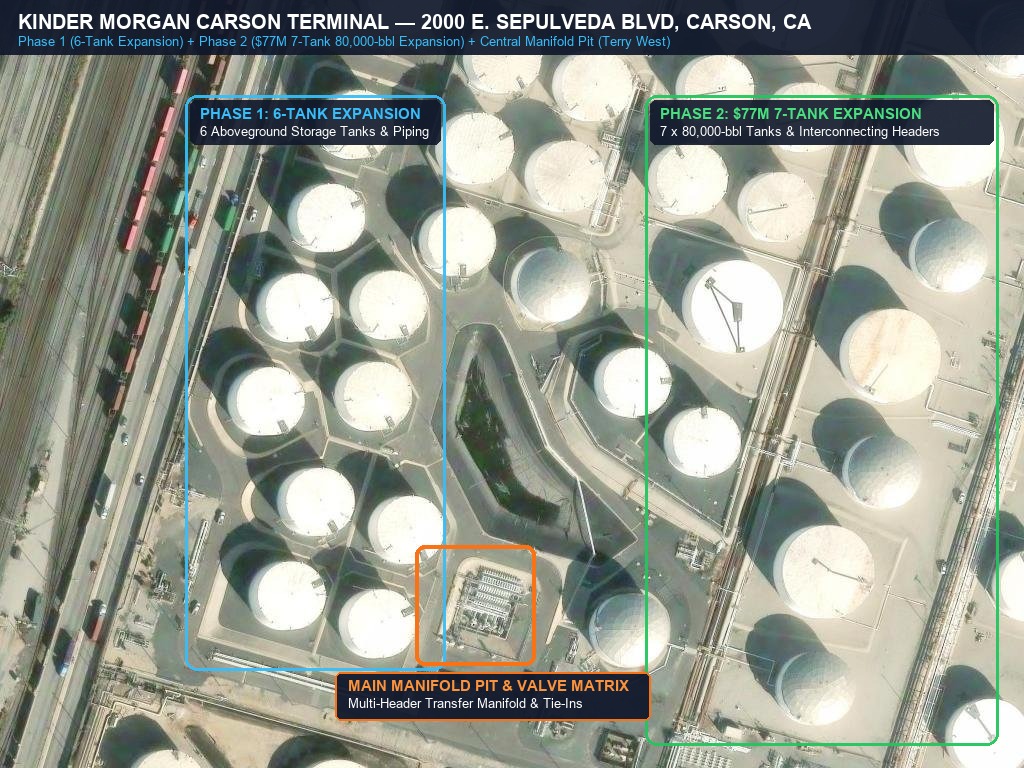 KINDER MORGAN CARSON TERMINAL — 2000 E. SEPULVEDA BLVD, CARSON, CA
Phase 1 (6-Tank Expansion) + Phase 2 ($77M 7-Tank 80,000-bbl Expansion) + Central Manifold Pit (Terry West)
PHASE 1: 6-TANK EXPANSION
6 Aboveground Storage Tanks & Piping
PHASE 2: $77M 7-TANK EXPANSION
7 x 80,000-bbl Tanks & Interconnecting Headers
MAIN MANIFOLD PIT & VALVE MATRIX
Multi-Header Transfer Manifold & Tie-Ins